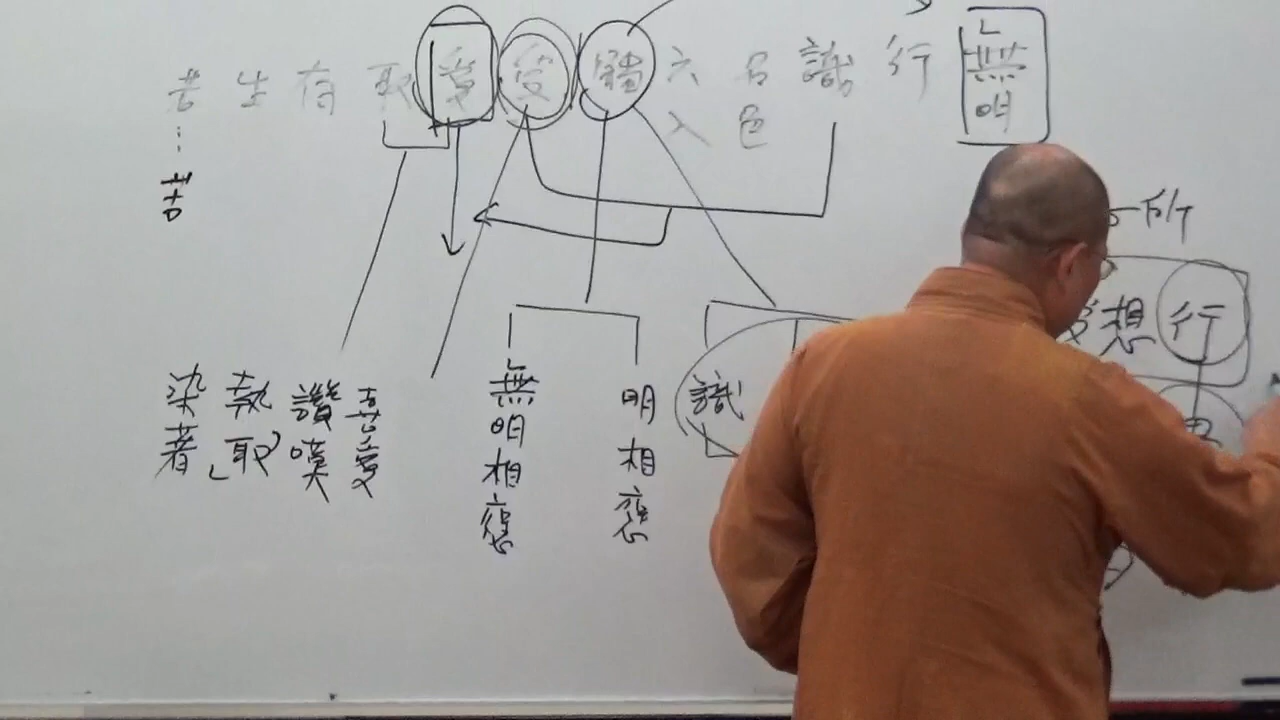 老…苦 生 有 取 愛 受 觸 六入 名色 識 行 無明
受 想 行
染著 執取 讚嘆 喜愛
無明相應
明相應
識